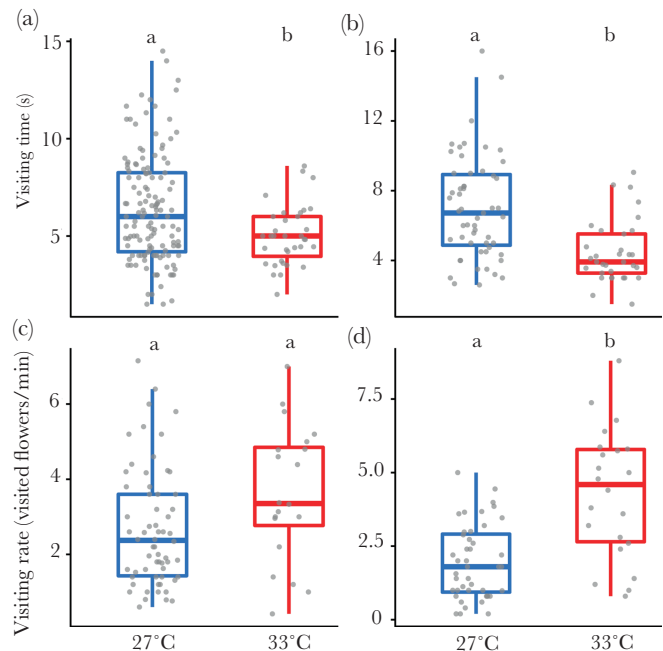 (a)
a
b
15
10
5
Visiting time (s)
(b)
a
b
16
12
8
4
(c)
a
a
6
4
2
Visiting rate (visited flowers/min)
27°C
33°C
(d)
a
b
7.5
5.0
2.5
0
27°C
33°C